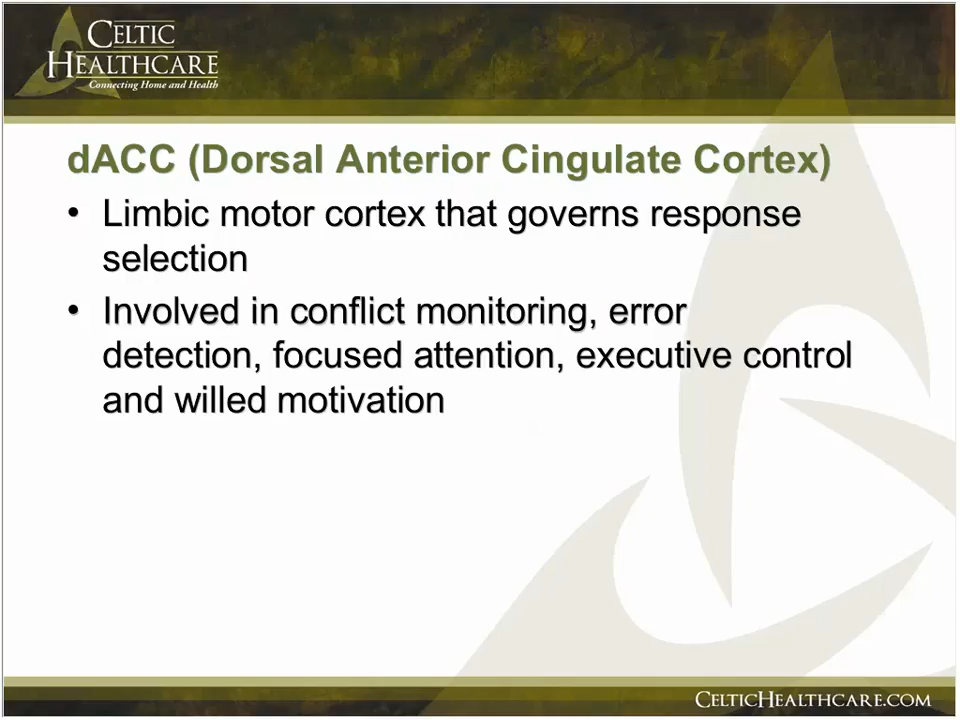 CELTIC
HEALTHCARE
Connecting Home and Health
dACC (Dorsal Anterior Cingulate Cortex)
• Limbic motor cortex that governs response
selection
• Involved in conflict monitoring, error
detection, focused attention, executive control
and willed motivation
CELTICHEALTHCARE.COM